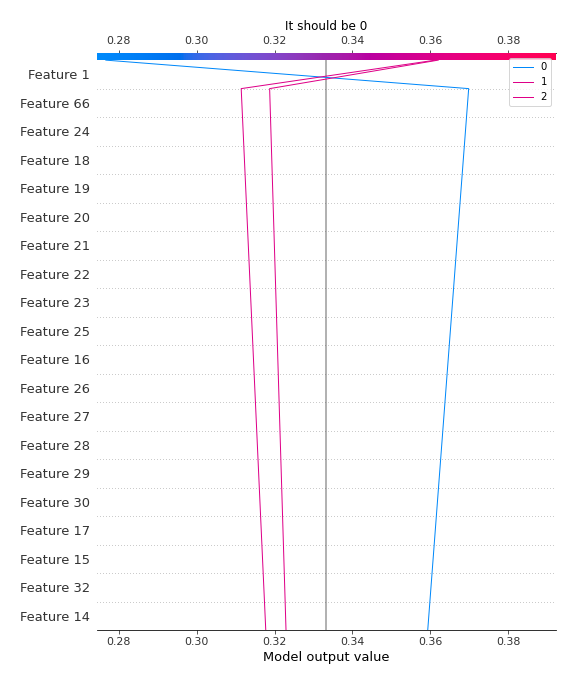 It should be 0
0.28 0.30 0.32 0.34 0.36 0.38
0
1
2
Feature 1
Feature 66
Feature 24
Feature 18
Feature 19
Feature 20
Feature 21
Feature 22
Feature 23
Feature 25
Feature 16
Feature 26
Feature 27
Feature 28
Feature 29
Feature 30
Feature 17
Feature 15
Feature 32
Feature 14
0.28 0.30 0.32 0.34 0.36 0.38
Model output value